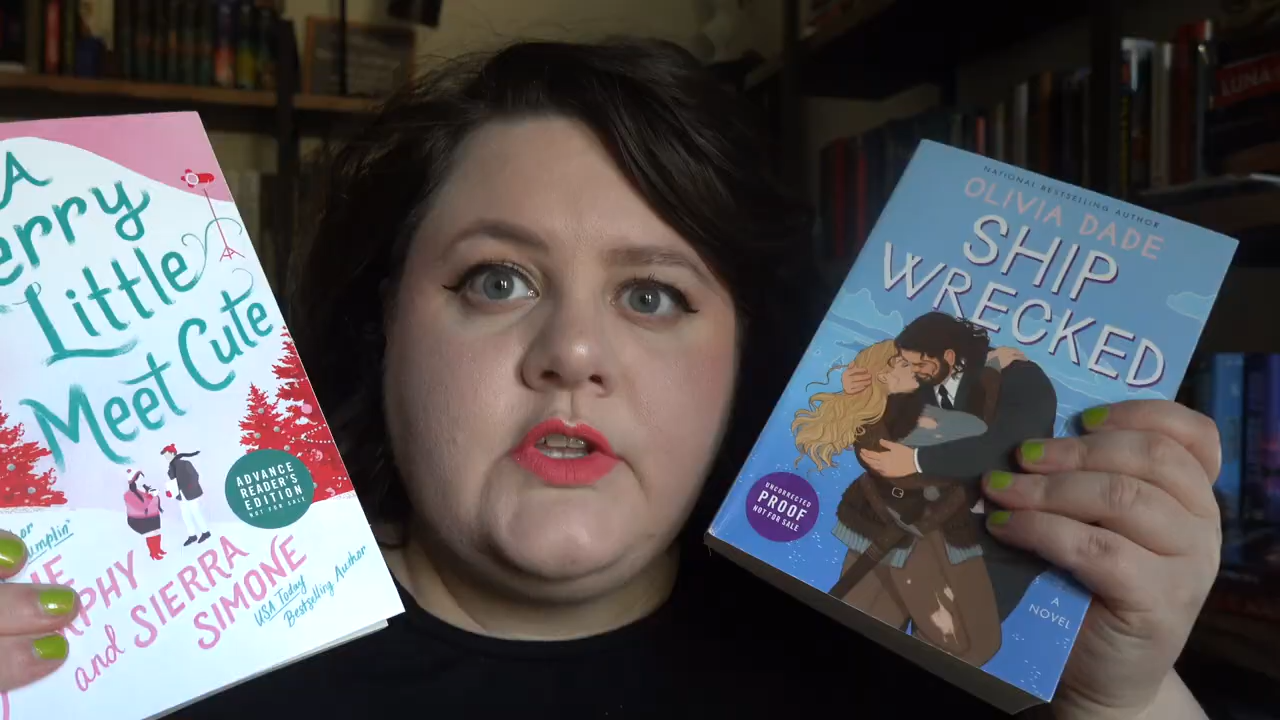 A
erry
Little
Meet Cute
ADVANCE
READER'S
EDITION
NOT FOR SALE
umplin'
IE
RPHY
and SIERRA
SIMONE
USA Today
Bestselling Author
NATIONAL BESTSELLING AUTHOR
OLIVIA DADE
SHIP
WRECKED
UNCORRECTED
PROOF
NOT FOR SALE
A
NOVEL